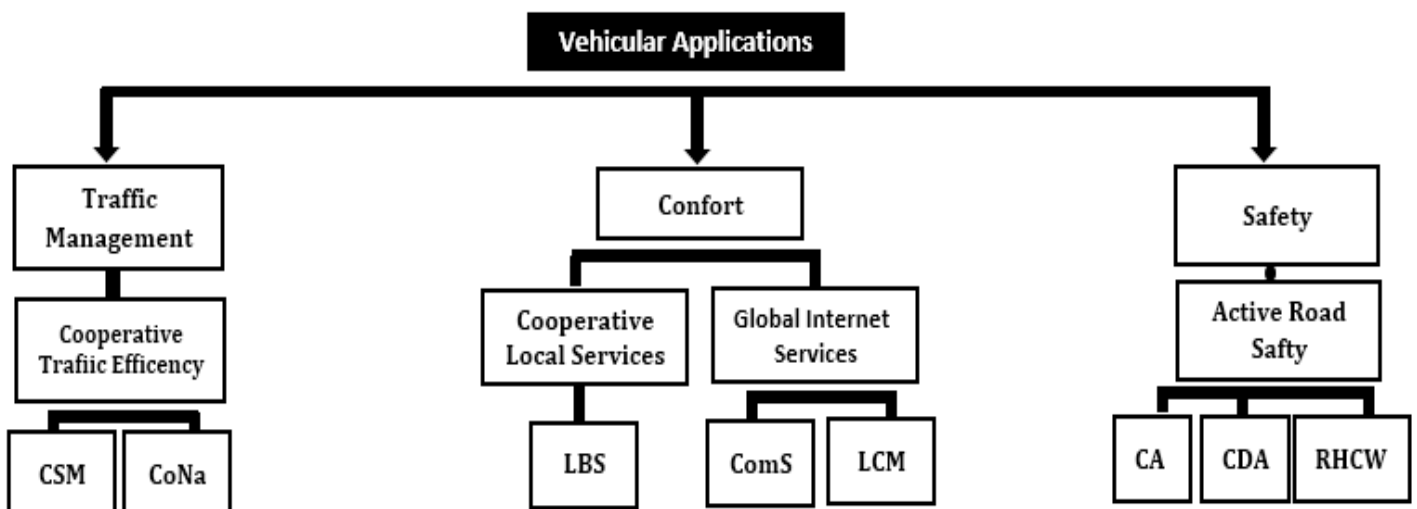 Vehicular Applications
Traffic
Management
Confort
Safety
Cooperative
Trafiic Efficency
Cooperative
Local Services
Global Internet
Services
Active Road
Safty
CSM
CoNa
LBS
ComS
LCM
CA
CDA
RHCW